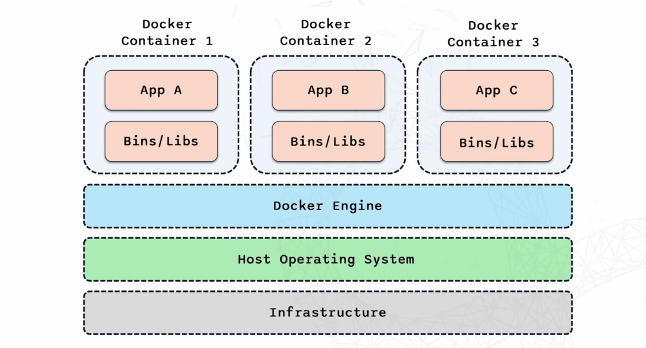 Docker
Container 1
Docker
Container 2
Docker
Container 3
App A
App B
App C
Bins/Libs
Bins/Libs
Bins/Libs
Docker Engine
Host Operating System
Infrastructure